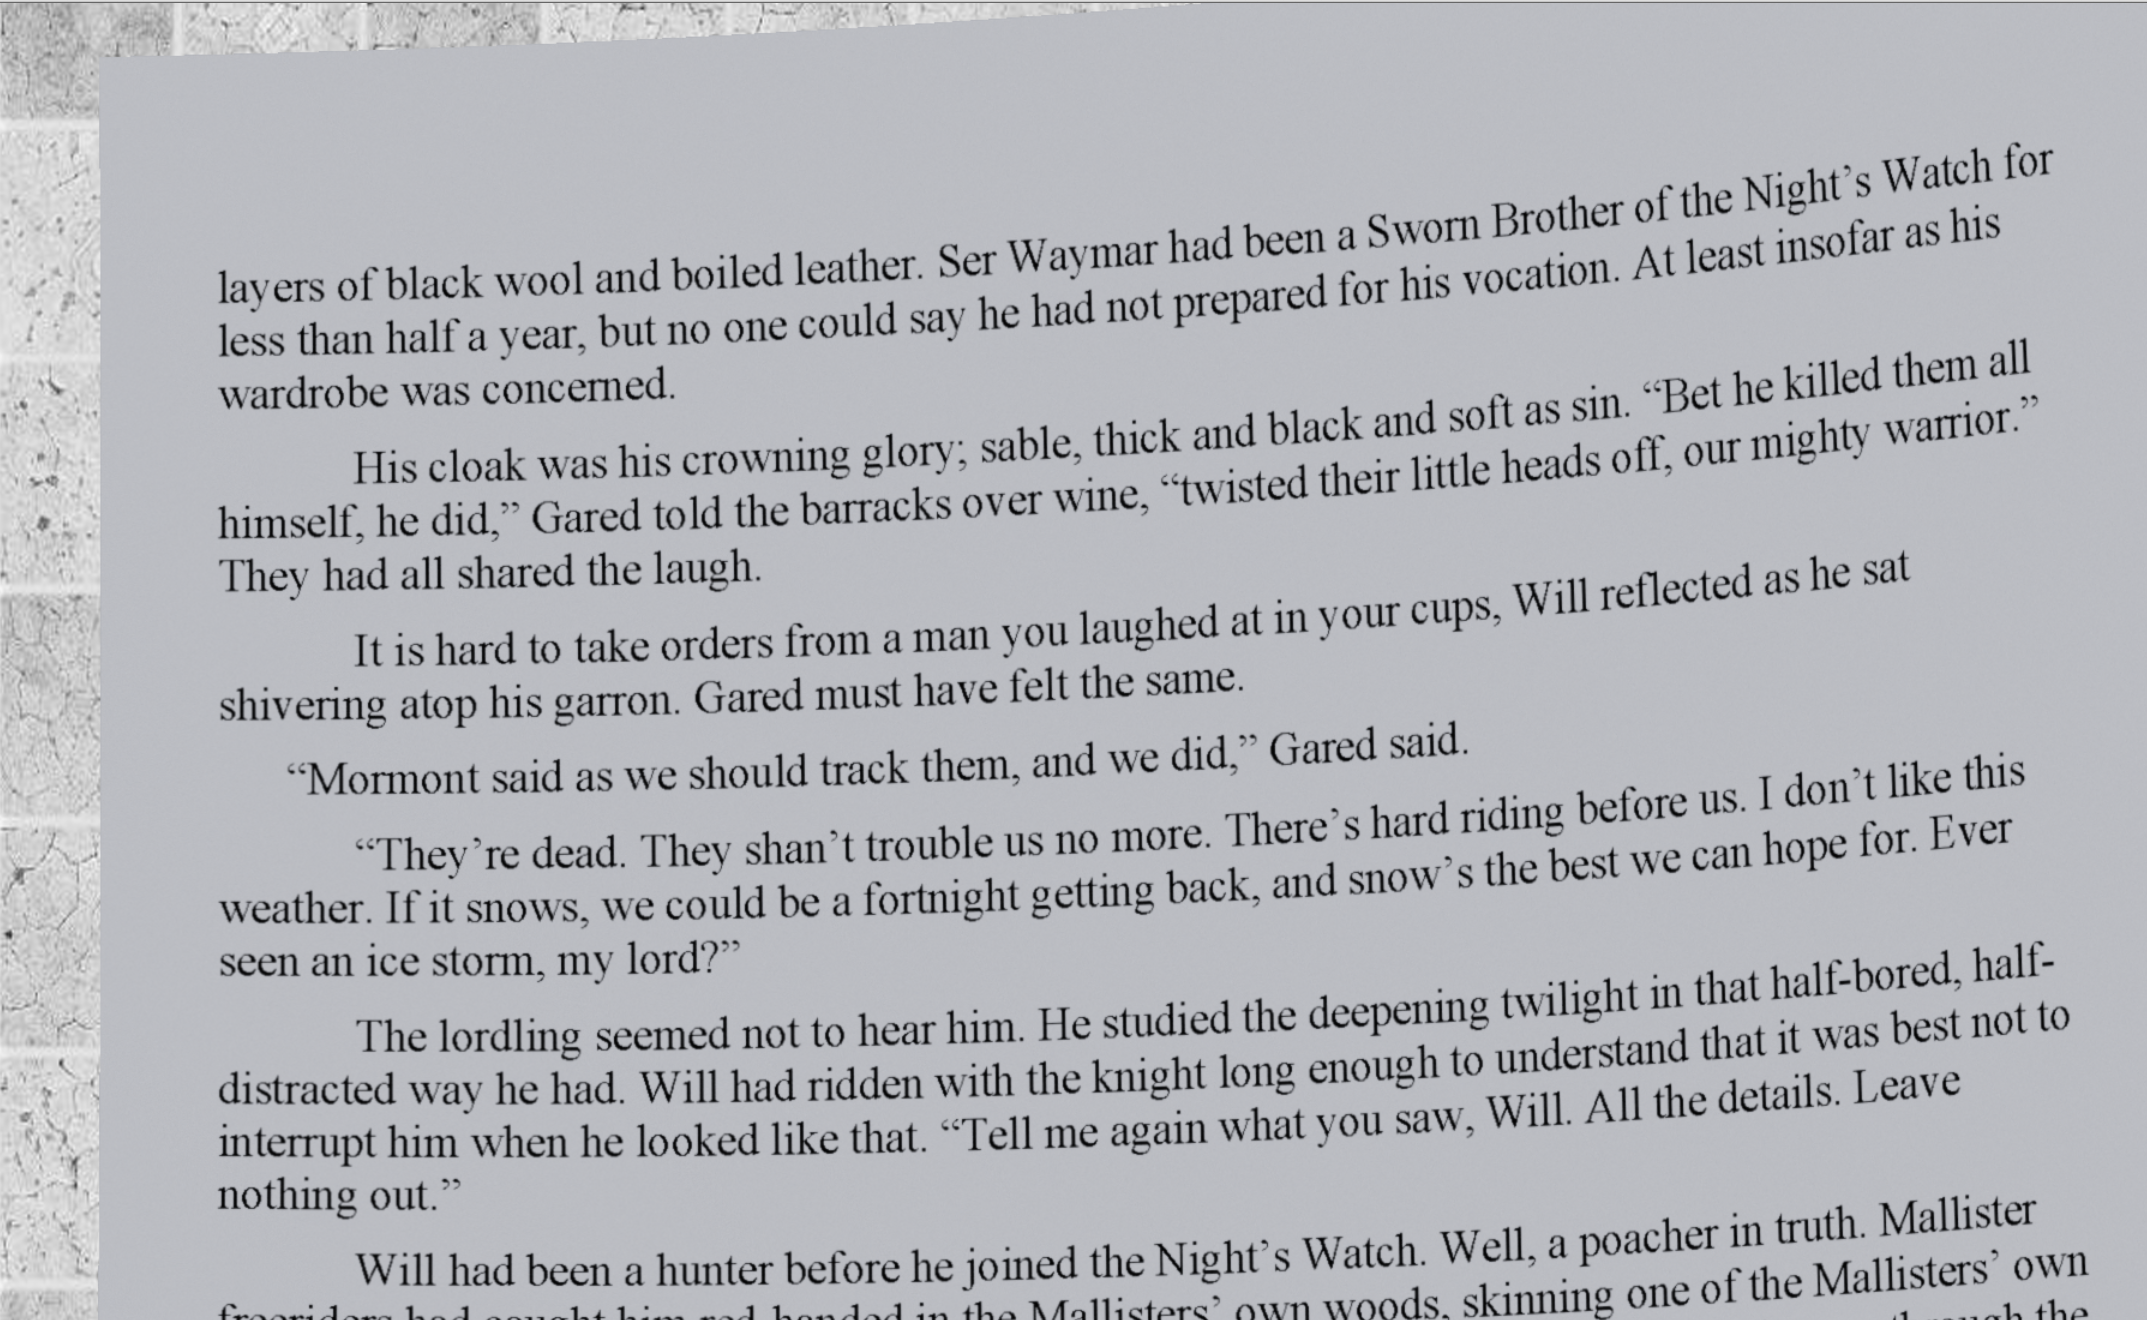 layers of black wool and boiled leather. Ser Waymar had been a Sworn Brother of the Night’s Watch for
less than half a year, but no one could say he had not prepared for his vocation. At least insofar as his
wardrobe was concerned.
His cloak was his crowning glory; sable, thick and black and soft as sin. “Bet he killed them all
himself, he did,” Gared told the barracks over wine, “twisted their little heads off, our mighty warrior.”
They had all shared the laugh.
It is hard to take orders from a man you laughed at in your cups, Will reflected as he sat
shivering atop his garron. Gared must have felt the same.
“Mormont said as we should track them, and we did,” Gared said.
“They’re dead. They shan’t trouble us no more. There’s hard riding before us. I don’t like this
weather. If it snows, we could be a fortnight getting back, and snow’s the best we can hope for. Ever
seen an ice storm, my lord?”
The lordling seemed not to hear him. He studied the deepening twilight in that half-bored, half-
distracted way he had. Will had ridden with the knight long enough to understand that it was best not to
interrupt him when he looked like that. “Tell me again what you saw, Will. All the details. Leave
nothing out.”
Will had been a hunter before he joined the Night’s Watch. Well, a poacher in truth. Mallister
freeriders had caught him red-handed in the Mallisters’ own woods, skinning one of the Mallisters’ own
through the